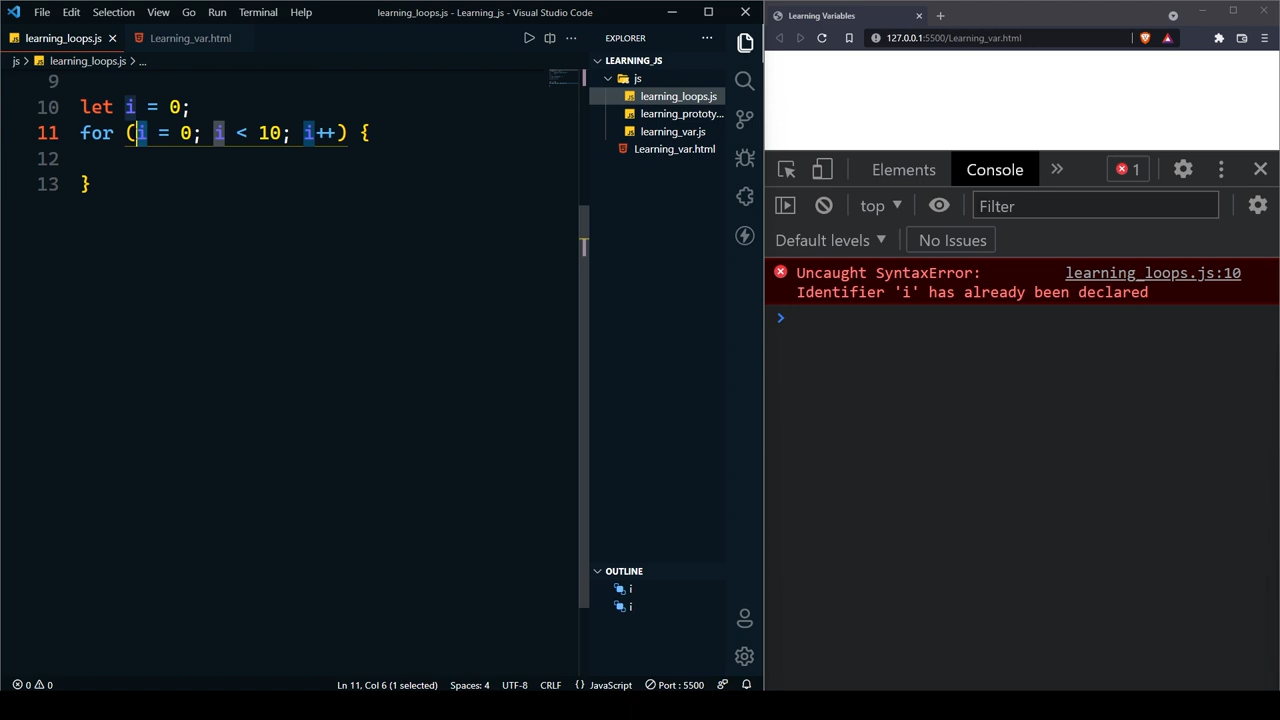 File Edit Selection View Go Run Terminal Help
learning_loops.js - Learning_js - Visual Studio Code
learning_loops.js
Learning_var.html
js > learning_loops.js > ...
9
10 let i = 0;
11 for (i = 0; i < 10; i++) {
12
13 }
EXPLORER
LEARNING_JS
js
learning_loops.js
learning_prototy...
learning_var.js
Learning_var.html
OUTLINE
i
i
0 0
Ln 11, Col 6 (1 selected)
Spaces: 4
UTF-8
CRLF
JavaScript
Port : 5500
Learning Variables
127.0.0.1:5500/Learning_var.html
Elements
Console
1
top
Filter
Default levels
No Issues
Uncaught SyntaxError: learning_loops.js:10
Identifier 'i' has already been declared